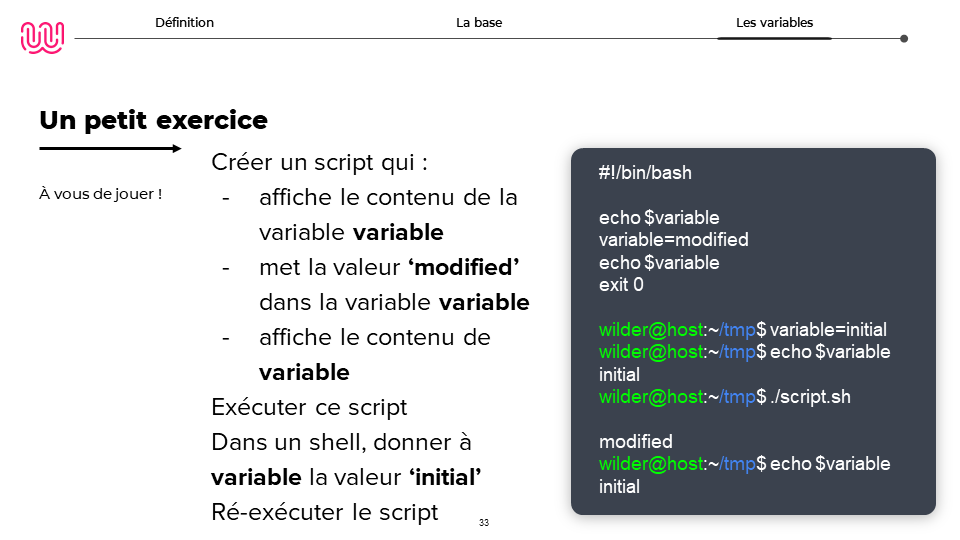 Définition
La base
Les variables
Un petit exercice
À vous de jouer !
Créer un script qui :
- affiche le contenu de la
variable variable
- met la valeur ‘modified’
dans la variable variable
- affiche le contenu de
variable
Exécuter ce script
Dans un shell, donner à
variable la valeur ‘initial’
Ré-exécuter le script
#!/bin/bash
echo $variable
variable=modified
echo $variable
exit 0
wilder@host:~/tmp$ variable=initial
wilder@host:~/tmp$ echo $variable
initial
wilder@host:~/tmp$ ./script.sh
modified
wilder@host:~/tmp$ echo $variable
initial
33